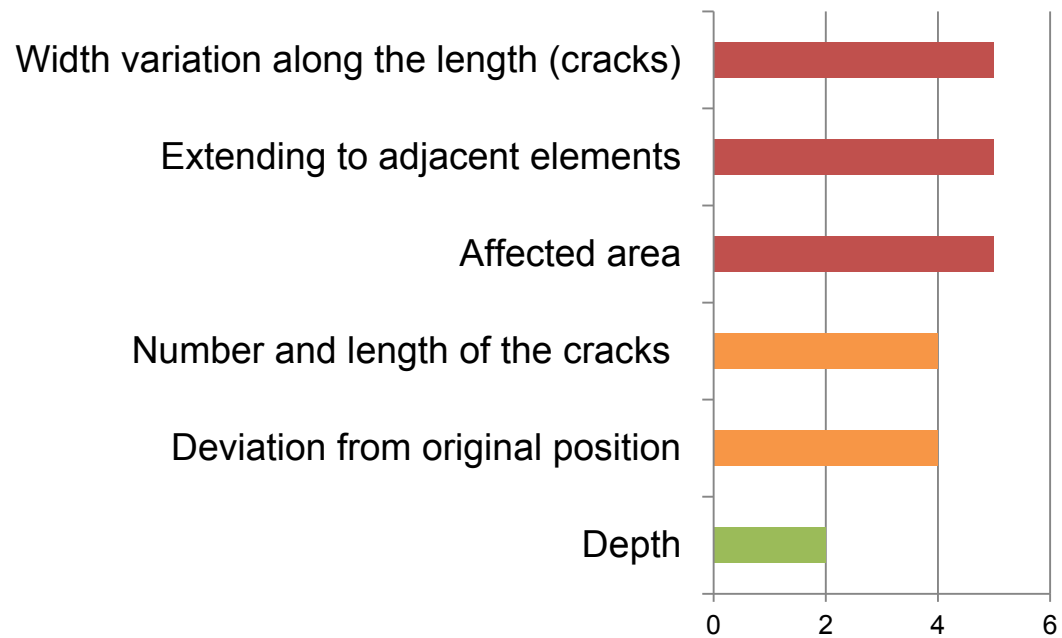 Width variation along the length (cracks)
Extending to adjacent elements
Affected area
Number and length of the cracks
Deviation from original position
Depth
0 2 4 6